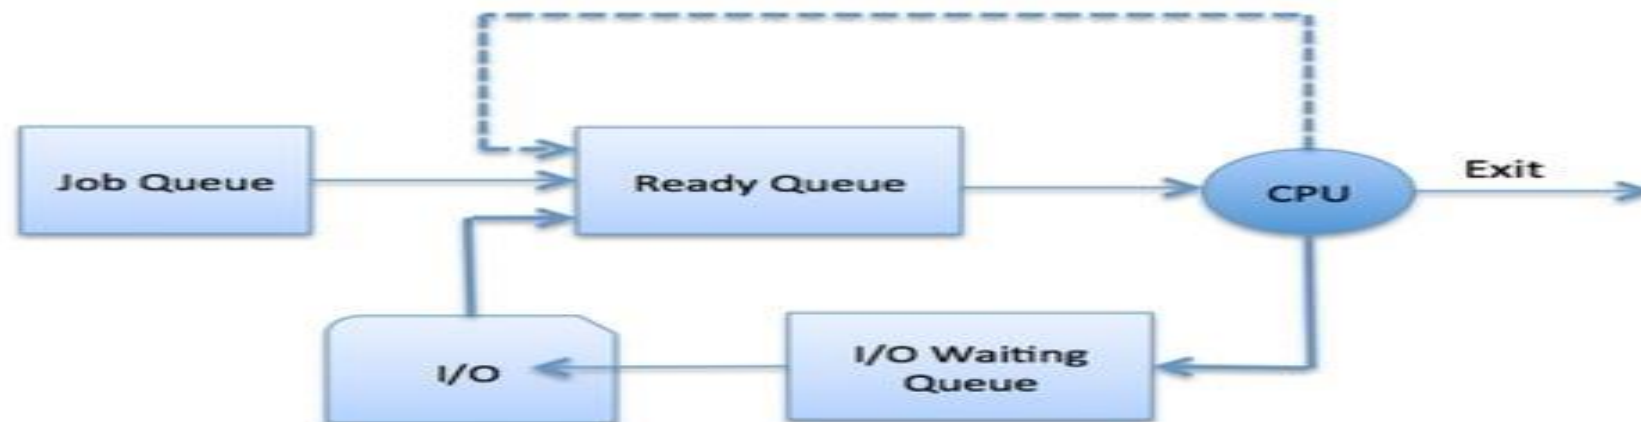 Job Queue
Ready Queue
CPU
Exit
I/O
I/O Waiting
Queue